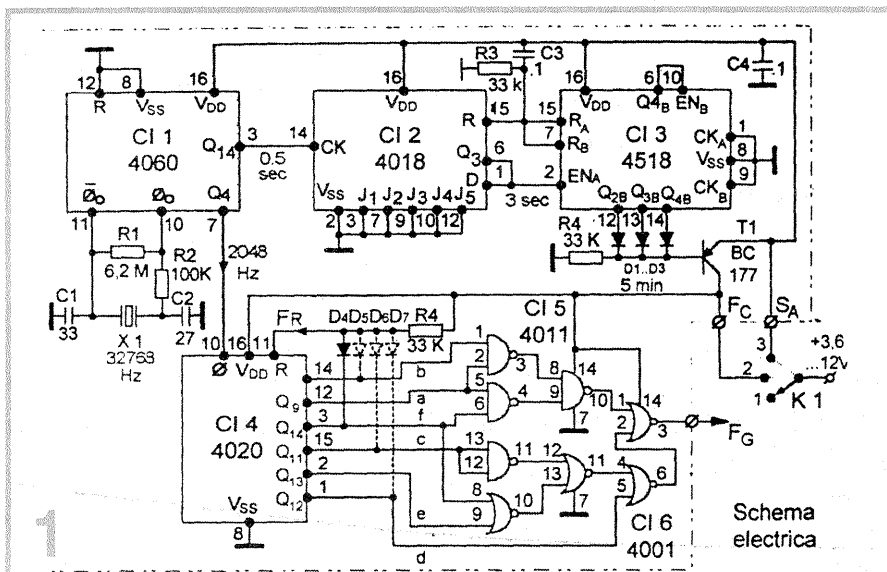 R3
33 k
C3
.1
C4
.1
12
8
16
R
VSS
VDD
CI 1
4060
Q14
3
0.5
sec
14
Φ̅o
Φo
Q4
11
10
7
16
VDD
CK
CI 2
4018
R
15
Q3
6
D
1
VSS
J1
J2
J3
J4
J5
2
3
7
9
10
12
3 sec
16
6
10
VDD
Q4B
ENB
15
RA
7
RB
CI 3
4518
2
ENA
CKA
1
VSS
8
CKB
9
Q2B
Q3B
Q4B
12
13
14
R4
33 K
D1...D3
5 min
T1
BC
177
R1
6,2 M
R2
100K
C1
33
C2
27
X 1
32768
Hz
2048
Hz
FC
SA
3
2
1
+3,6
...
12V
K 1
FR
D4
D5
D6
D7
R4
33 K
10
16
11
Φ
VDD
R
CI 4
4020
14
12
Q9
3
Q14
15
Q11
2
Q13
1
Q12
VSS
8
b
a
f
c
e
d
CI 5
4011
1
2
3
5
6
4
8
9
10
14
7
13
12
11
12
13
11
7
8
9
10
4
5
6
1
2
14
3
FG
CI 6
4001
1
Schema
electrica